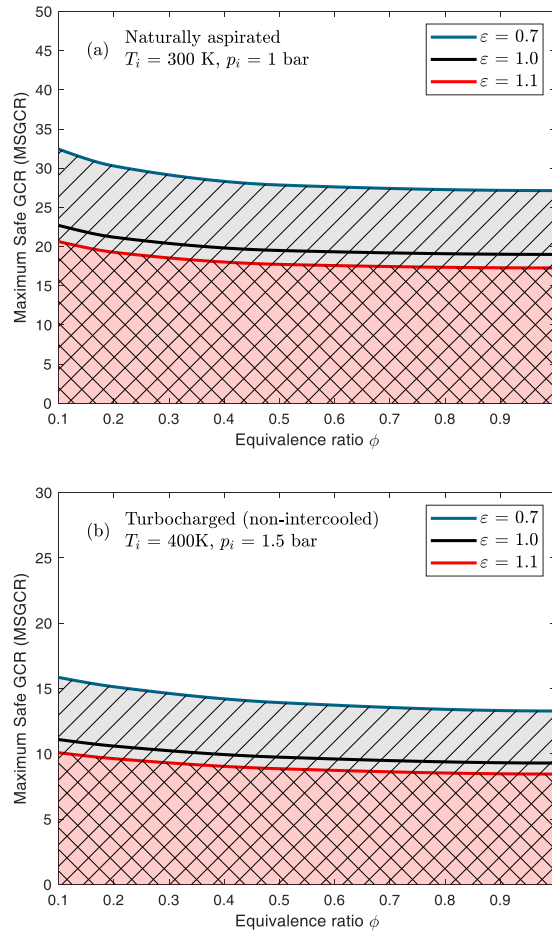 50
45
40
35
30
25
20
15
10
5
0
Maximum Safe GCR (MSGCR)
(a)
Naturally aspirated
T_i = 300 K, p_i = 1 bar
ε = 0.7
ε = 1.0
ε = 1.1
0.1 0.2 0.3 0.4 0.5 0.6 0.7 0.8 0.9
Equivalence ratio ϕ
30
25
20
15
10
5
0
Maximum Safe GCR (MSGCR)
(b)
Turbocharged (non-intercooled)
T_i = 400K, p_i = 1.5 bar
ε = 0.7
ε = 1.0
ε = 1.1
0.1 0.2 0.3 0.4 0.5 0.6 0.7 0.8 0.9
Equivalence ratio ϕ